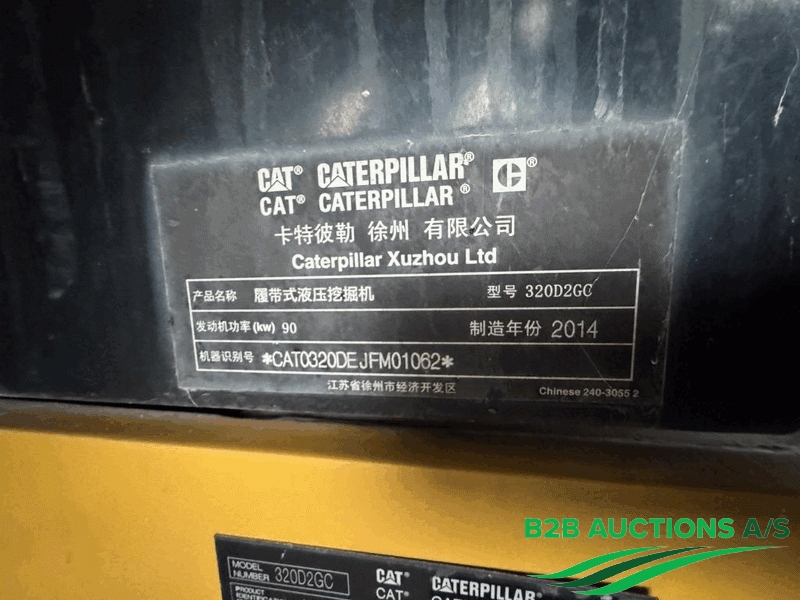 CAT® CATERPILLAR® C®
CAT® CATERPILLAR®
卡特彼勒 徐州 有限公司
Caterpillar Xuzhou Ltd
产品名称 履带式液压挖掘机 型号 320D2GC
发动机功率(kw) 90 制造年份 2014
机器识别号 *CAT0320DEJFM01062*
江苏省徐州市经济开发区 Chinese 240-3055 2
B2B AUCTIONS A/S
MODEL NUMBER 320D2GC CAT® CATERPILLAR
PRODUCT CAT®